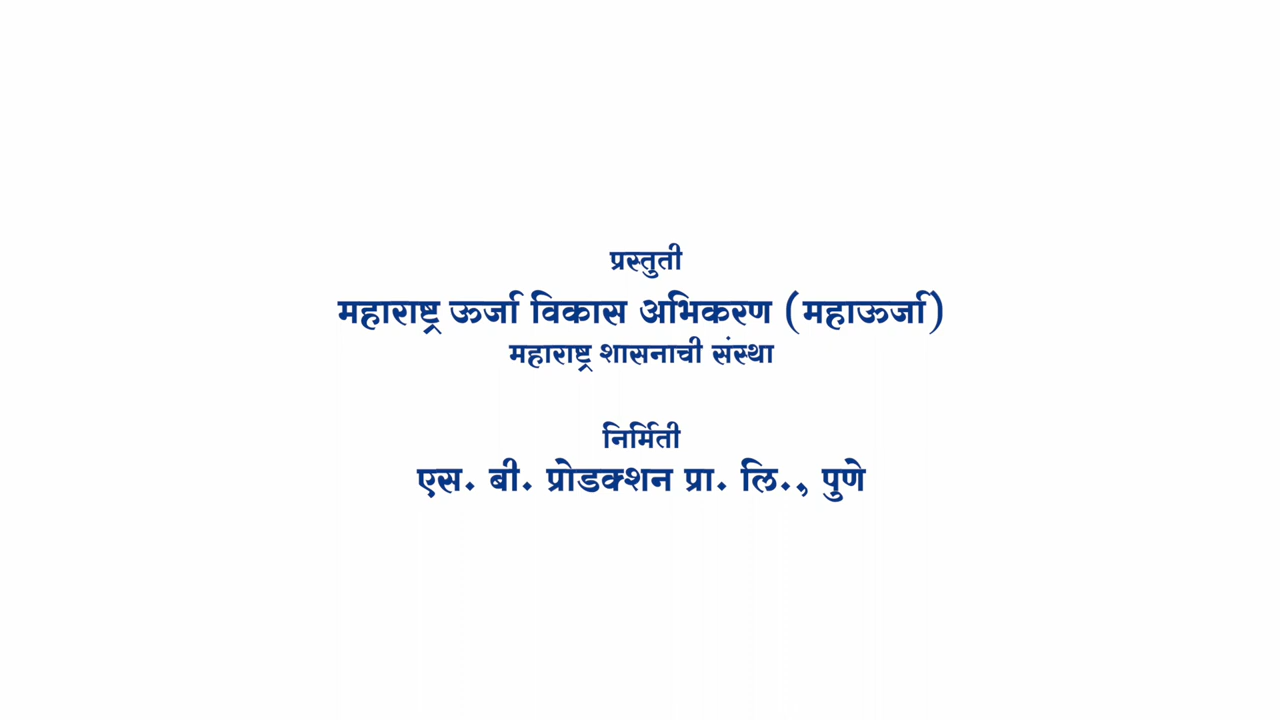 प्रस्तुती
महाराष्ट्र ऊर्जा विकास अभिकरण (महाऊर्जा)
महाराष्ट्र शासनाची संस्था
निर्मिती
एस. बी. प्रोडक्शन प्रा. लि., पुणे